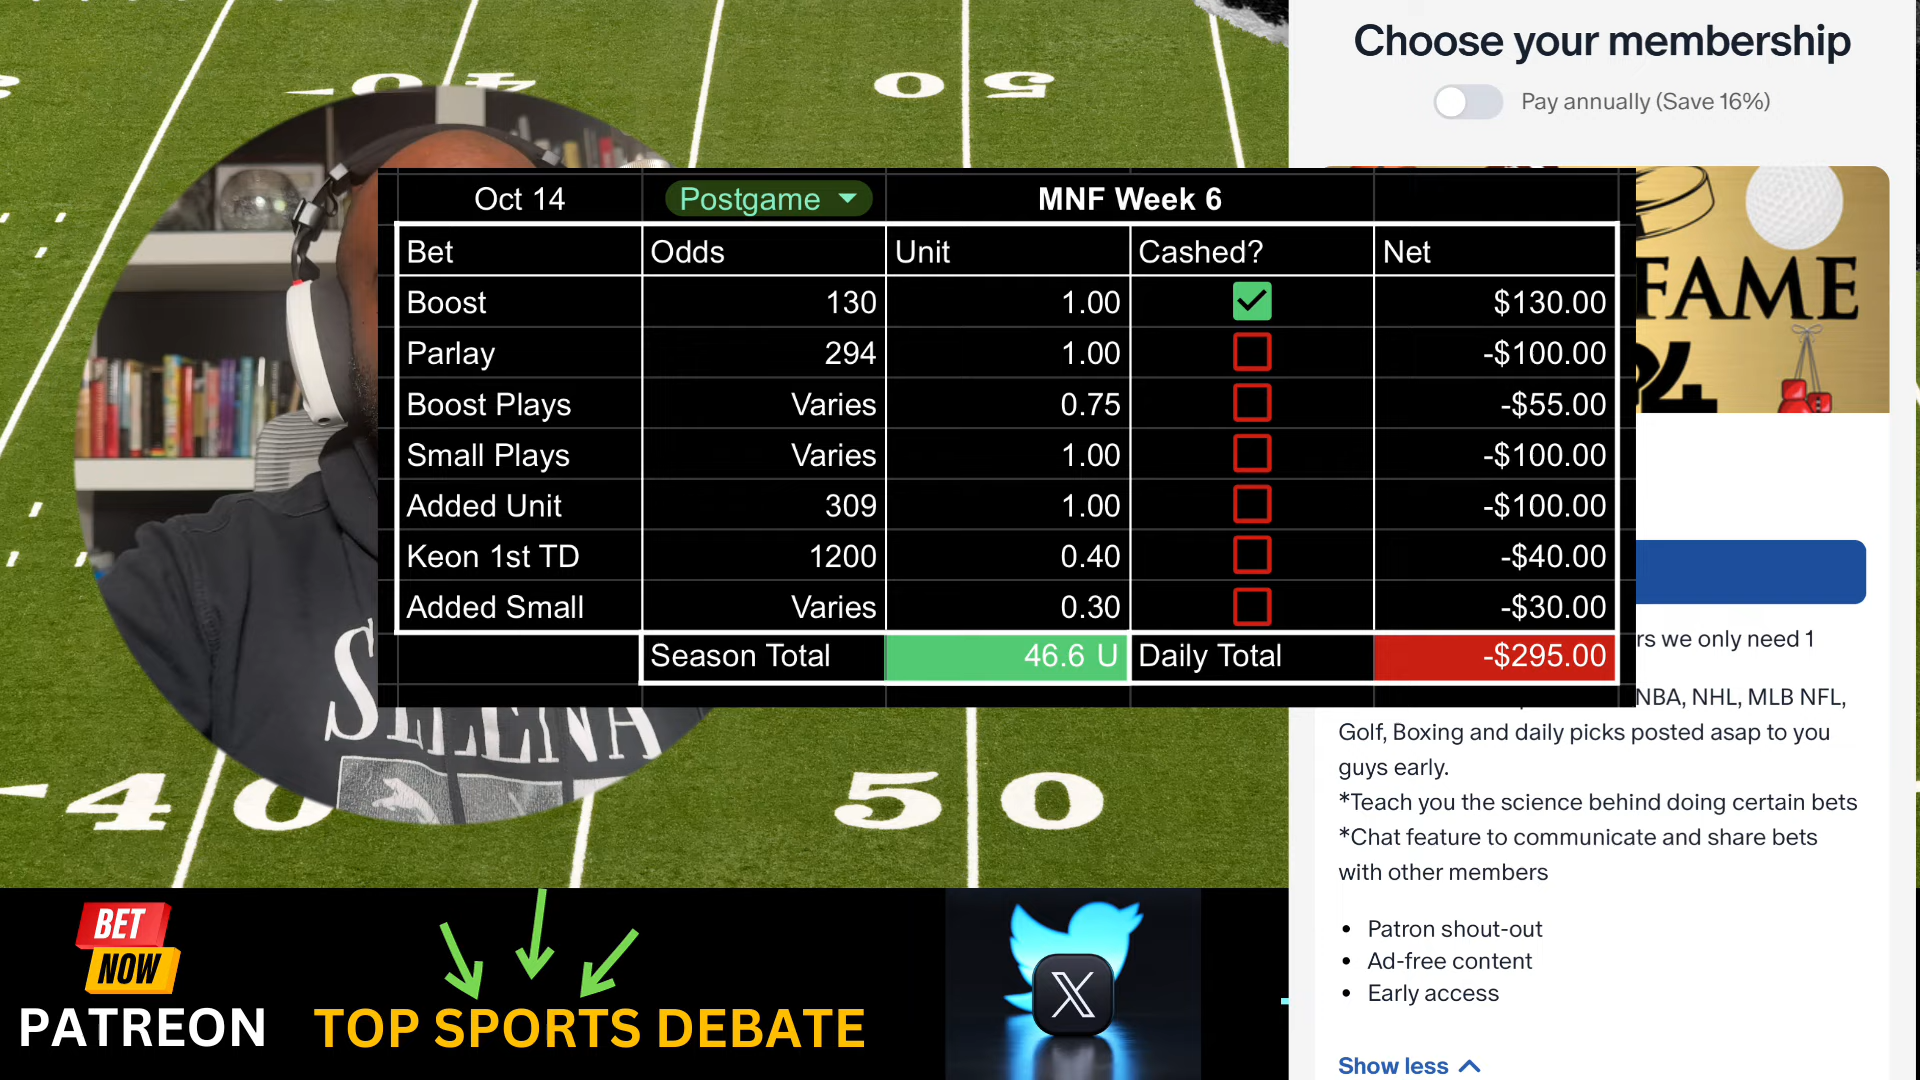 Choose your membership
Pay annually (Save 16%)
Oct 14 Postgame MNF Week 6
Bet Odds Unit Cashed? Net
Boost 130 1.00 $130.00
Parlay 294 1.00 -$100.00
Boost Plays Varies 0.75 -$55.00
Small Plays Varies 1.00 -$100.00
Added Unit 309 1.00 -$100.00
Keon 1st TD 1200 0.40 -$40.00
Added Small Varies 0.30 -$30.00
Season Total 46.6 U Daily Total -$295.00
FAME
rs we only need 1
NBA, NHL, MLB NFL,
Golf, Boxing and daily picks posted asap to you
guys early.
*Teach you the science behind doing certain bets
*Chat feature to communicate and share bets
with other members
• Patron shout-out
• Ad-free content
• Early access
Show less
40
50
SELENA
40
50
BET
NOW
PATREON
TOP SPORTS DEBATE
X